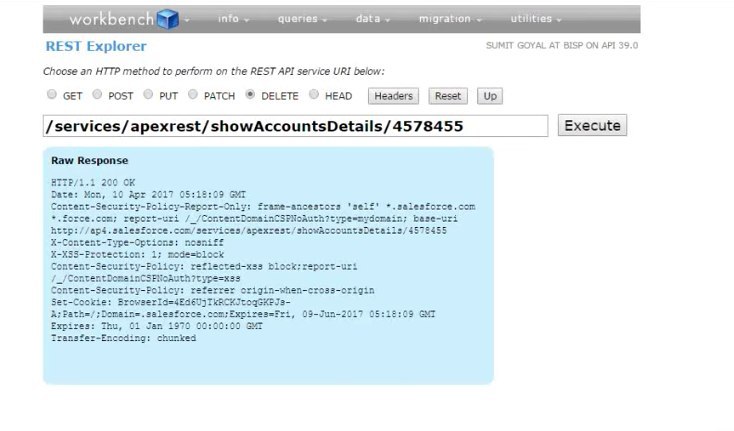 workbench info queries data migration utilities
REST Explorer SUMIT GOYAL AT BISP ON API 39.0
Choose an HTTP method to perform on the REST API service URI below:
GET POST PUT PATCH DELETE HEAD Headers Reset Up
/services/apexrest/showAccountsDetails/4578455 Execute
Raw Response
HTTP/1.1 200 OK
Date: Mon, 10 Apr 2017 05:18:09 GMT
Content-Security-Policy-Report-Only: frame-ancestors 'self' *.salesforce.com
*.force.com; report-uri /_/ContentDomainCSPNoAuth?type=mydomain; base-uri
http://ap4.salesforce.com/services/apexrest/showAccountsDetails/4578455
X-Content-Type-Options: nosniff
X-XSS-Protection: 1; mode=block
Content-Security-Policy: reflected-xss block;report-uri
/_/ContentDomainCSPNoAuth?type=xss
Content-Security-Policy: referrer origin-when-cross-origin
Set-Cookie: BrowserId=4Ed6UjTkRCKJtoqGKPJs-
A;Path=/;Domain=.salesforce.com;Expires=Fri, 09-Jun-2017 05:18:09 GMT
Expires: Thu, 01 Jan 1970 00:00:00 GMT
Transfer-Encoding: chunked